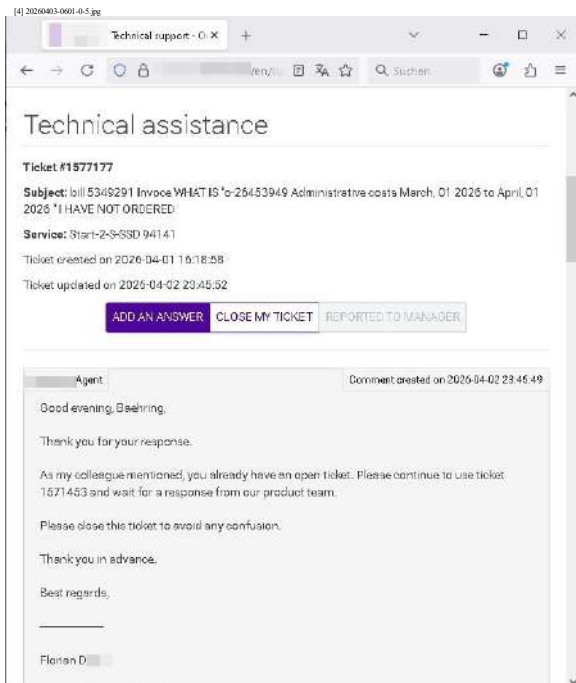 [4] 20260403-0601-0-5.jpg
Technical support - O
/en/
Suchen
Technical assistance
Ticket #1577177
Subject: bill 5349291 Invoce WHAT IS "o-26453949 Administrative costs March, 01 2026 to April, 01
2026 "I HAVE NOT ORDERED
Service: Start-2-S-SSD 94141
Ticket created on 2026-04-01 16:18:58
Ticket updated on 2026-04-02 23:45:52
ADD AN ANSWER CLOSE MY TICKET REPORTED TO MANAGER
Agent Comment created on 2026-04-02 23:45:49
Good evening, Baehring,
Thank you for your response.
As my colleague mentioned, you already have an open ticket. Please continue to use ticket
1571453 and wait for a response from our product team.
Please close this ticket to avoid any confusion.
Thank you in advance.
Best regards,
Florian D